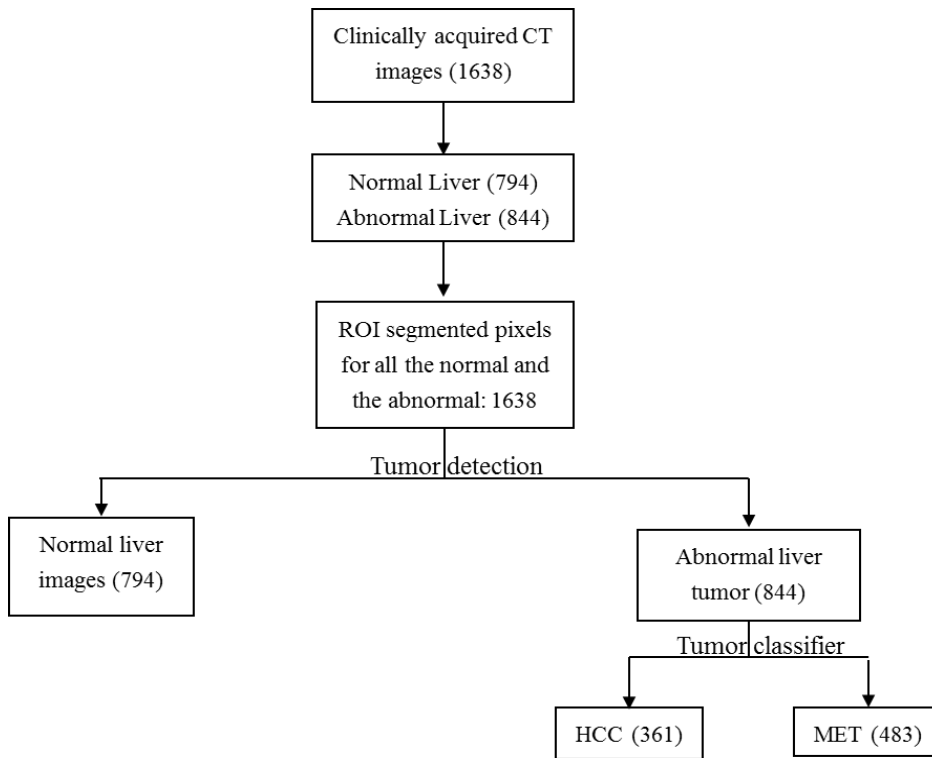 Clinically acquired CT
images (1638)
Normal Liver (794)
Abnormal Liver (844)
ROI segmented pixels
for all the normal and
the abnormal: 1638
Tumor detection
Normal liver
images (794)
Abnormal liver
tumor (844)
Tumor classifier
HCC (361)
MET (483)